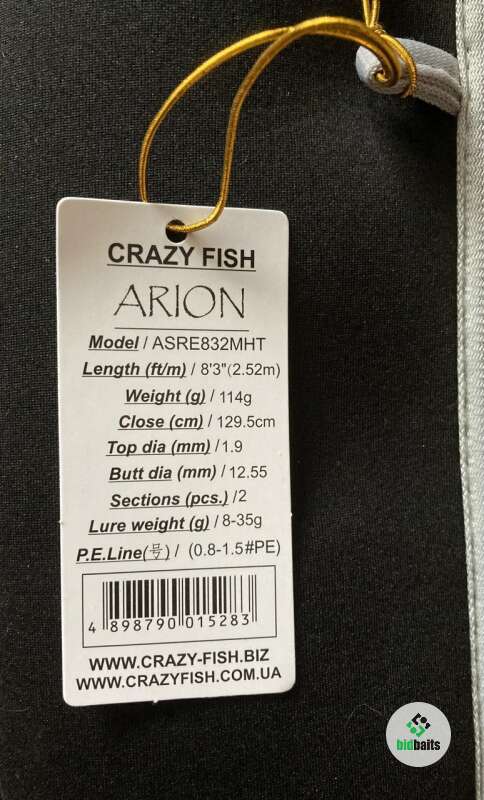 CRAZY FISH
ARION
Model / ASRE832MHT
Length (ft/m) / 8'3"(2.52m)
Weight (g) / 114g
Close (cm) / 129.5cm
Top dia (mm) / 1.9
Butt dia (mm) / 12.55
Sections (pcs.) /2
Lure weight (g) / 8-35g
P.E.Line(号) / (0.8-1.5#PE)
4 898790 015283
WWW.CRAZY-FISH.BIZ
WWW.CRAZYFISH.COM.UA
bidbaits